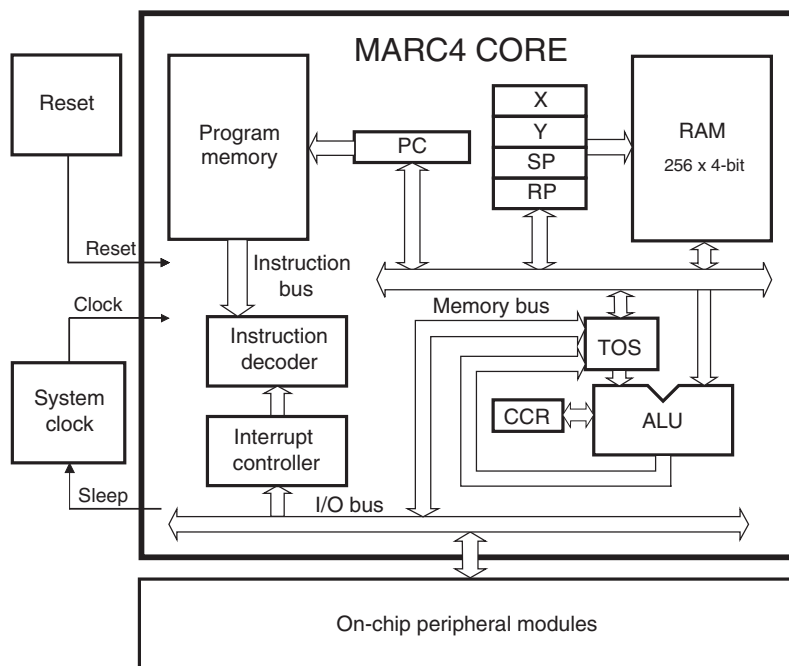 MARC4 CORE
Reset
Program
memory
PC
X
Y
SP
RP
RAM
256 x 4-bit
Reset
Instruction
bus
Clock
Memory bus
Instruction
decoder
TOS
System
clock
Interrupt
controller
CCR
ALU
Sleep
I/O bus
On-chip peripheral modules